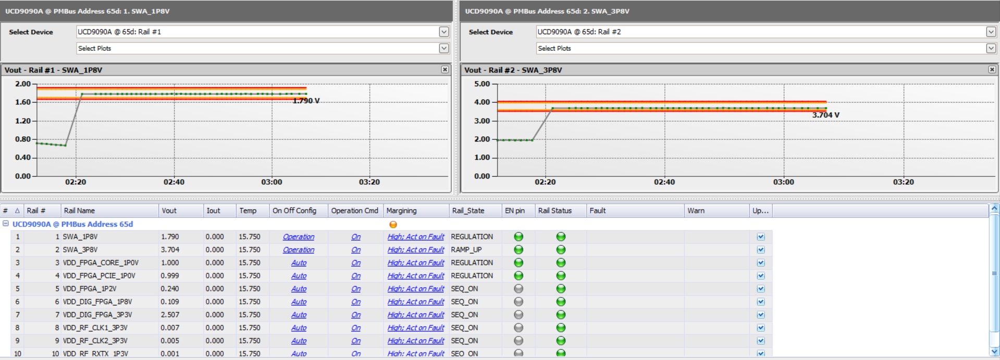 UCD9090A @ PMBus Address 65d: 1. SWA_1P8V
Select Device UCD9090A @ 65d: Rail #1
Select Plots
Vout - Rail #1 - SWA_1P8V
2.00
1.60
1.20
0.80
0.40
0.00
1.790 V
02:20 02:40 03:00 03:20
UCD9090A @ PMBus Address 65d: 2. SWA_3P8V
Select Device UCD9090A @ 65d: Rail #2
Select Plots
Vout - Rail #2 - SWA_3P8V
5.00
4.00
3.00
2.00
1.00
0.00
3.704 V
02:20 02:40 03:00 03:20
# Rail # Rail Name Vout Iout Temp On Off Config Operation Cmd Margining Rail_State EN pin Rail Status Fault Warn Up...
UCD9090A @ PMBus Address 65d
1 1 SWA_1P8V 1.790 0.000 15.750 Operation On High; Act on Fault REGULATION
2 2 SWA_3P8V 3.704 0.000 15.750 Operation On High; Act on Fault RAMP_UP
3 3 VDD_FPGA_CORE_1P0V 1.000 0.000 15.750 Auto On High; Act on Fault REGULATION
4 4 VDD_FPGA_PCIE_1P0V 0.999 0.000 15.750 Auto On High; Act on Fault REGULATION
5 5 VDD_FPGA_1P2V 0.240 0.000 15.750 Auto On High; Act on Fault SEQ_ON
6 6 VDD_DIG_FPGA_1P8V 0.109 0.000 15.750 Auto On High; Act on Fault SEQ_ON
7 7 VDD_DIG_FPGA_3P3V 2.507 0.000 15.750 Auto On High; Act on Fault SEQ_ON
8 8 VDD_RF_CLK1_3P3V 0.007 0.000 15.750 Auto On High; Act on Fault SEQ_ON
9 9 VDD_RF_CLK2_3P3V 0.005 0.000 15.750 Auto On High; Act on Fault SEQ_ON
10 10 VDD_RF_RXTX_1P3V 0.001 0.000 15.750 Auto On High; Act on Fault SEQ_ON